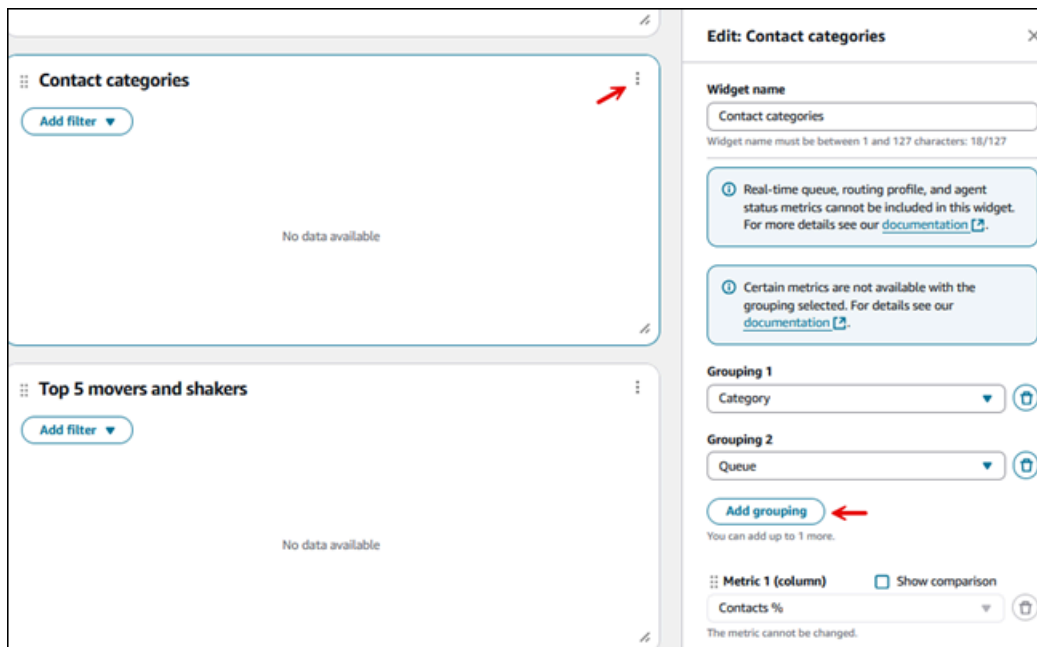 Contact categories
Add filter
No data available
Top 5 movers and shakers
Add filter
No data available
Edit: Contact categories
Widget name
Contact categories
Widget name must be between 1 and 127 characters: 18/127
Real-time queue, routing profile, and agent
status metrics cannot be included in this widget.
For more details see our documentation.
Certain metrics are not available with the
grouping selected. For details see our
documentation.
Grouping 1
Category
Grouping 2
Queue
Add grouping
You can add up to 1 more.
Metric 1 (column) Show comparison
Contacts %
The metric cannot be changed.